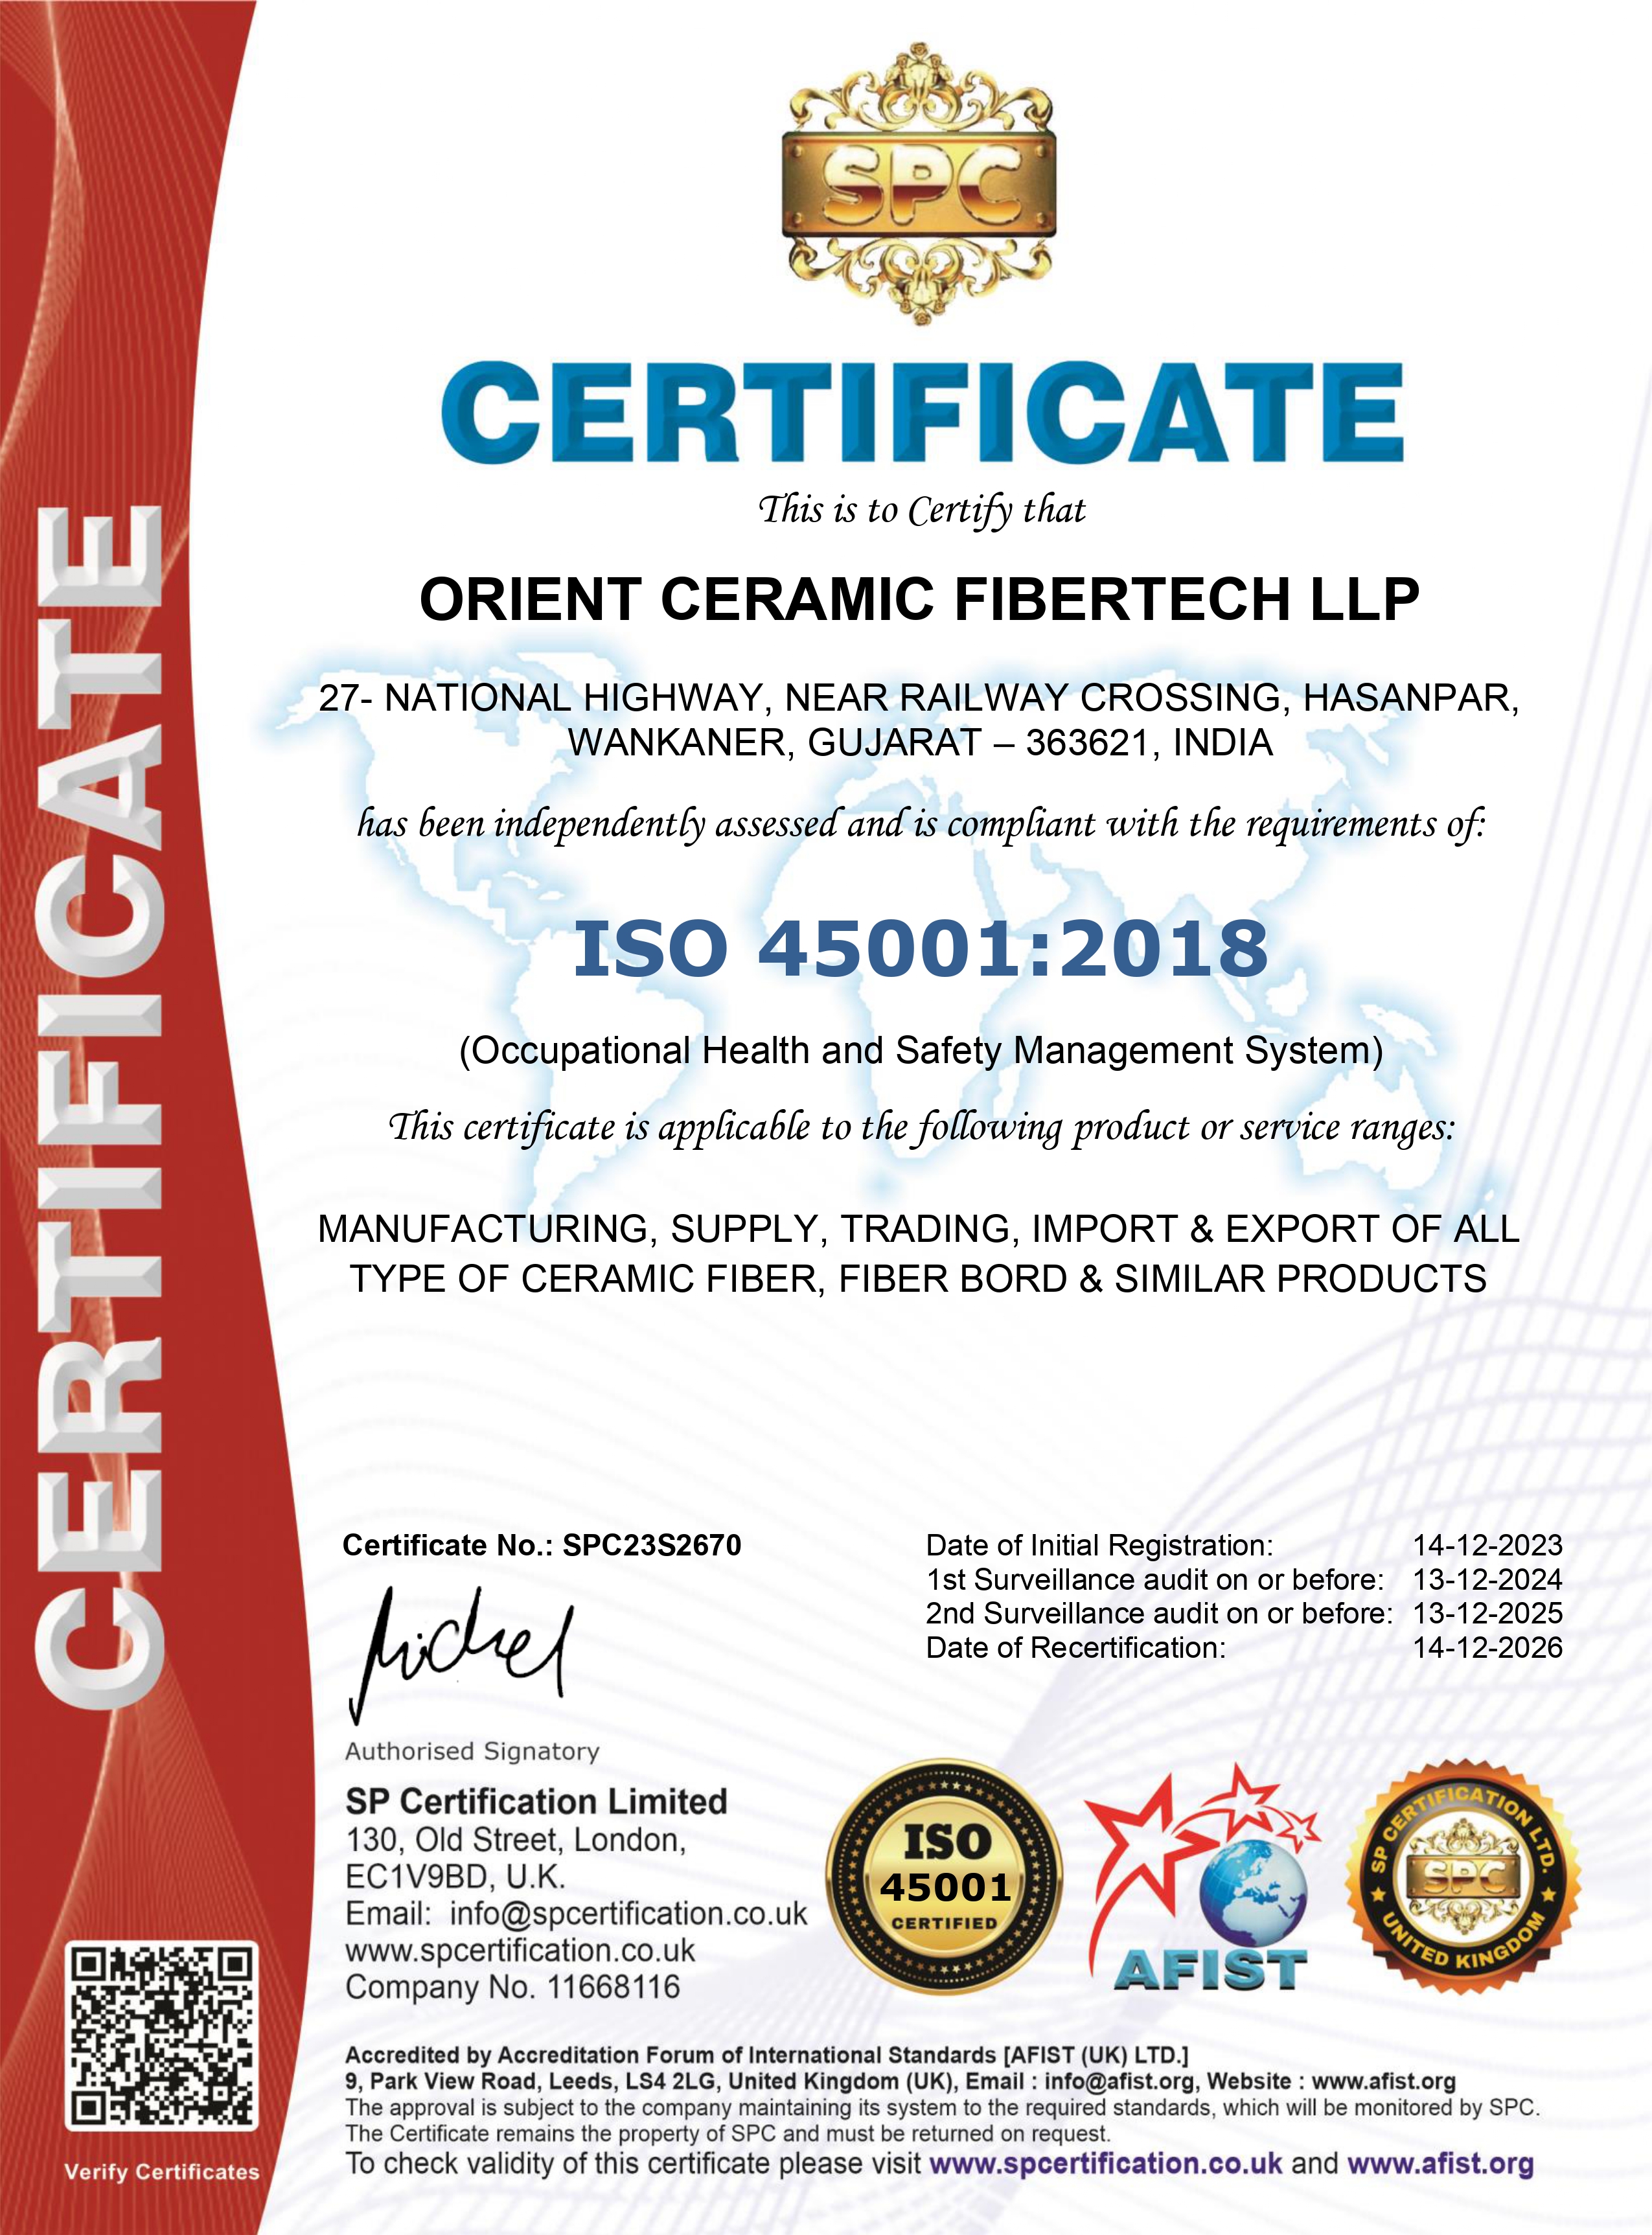 SPC
CERTIFICATE
CERTIFICATE
This is to Certify that
ORIENT CERAMIC FIBERTECH LLP
27- NATIONAL HIGHWAY, NEAR RAILWAY CROSSING, HASANPAR,
WANKANER, GUJARAT – 363621, INDIA
has been independently assessed and is compliant with the requirements of:
ISO 45001:2018
(Occupational Health and Safety Management System)
This certificate is applicable to the following product or service ranges:
MANUFACTURING, SUPPLY, TRADING, IMPORT & EXPORT OF ALL
TYPE OF CERAMIC FIBER, FIBER BORD & SIMILAR PRODUCTS
Certificate No.: SPC23S2670
Date of Initial Registration: 14-12-2023
1st Surveillance audit on or before: 13-12-2024
2nd Surveillance audit on or before: 13-12-2025
Date of Recertification: 14-12-2026
Michel
Authorised Signatory
SP Certification Limited
130, Old Street, London,
EC1V9BD, U.K.
Email: info@spcertification.co.uk
www.spcertification.co.uk
Company No. 11668116
ISO
45001
CERTIFIED
AFIST
SP CERTIFICATION LTD.
SPC
UNITED KINGDOM
Accredited by Accreditation Forum of International Standards [AFIST (UK) LTD.]
9, Park View Road, Leeds, LS4 2LG, United Kingdom (UK), Email : info@afist.org, Website : www.afist.org
The approval is subject to the company maintaining its system to the required standards, which will be monitored by SPC.
The Certificate remains the property of SPC and must be returned on request.
To check validity of this certificate please visit www.spcertification.co.uk and www.afist.org
Verify Certificates